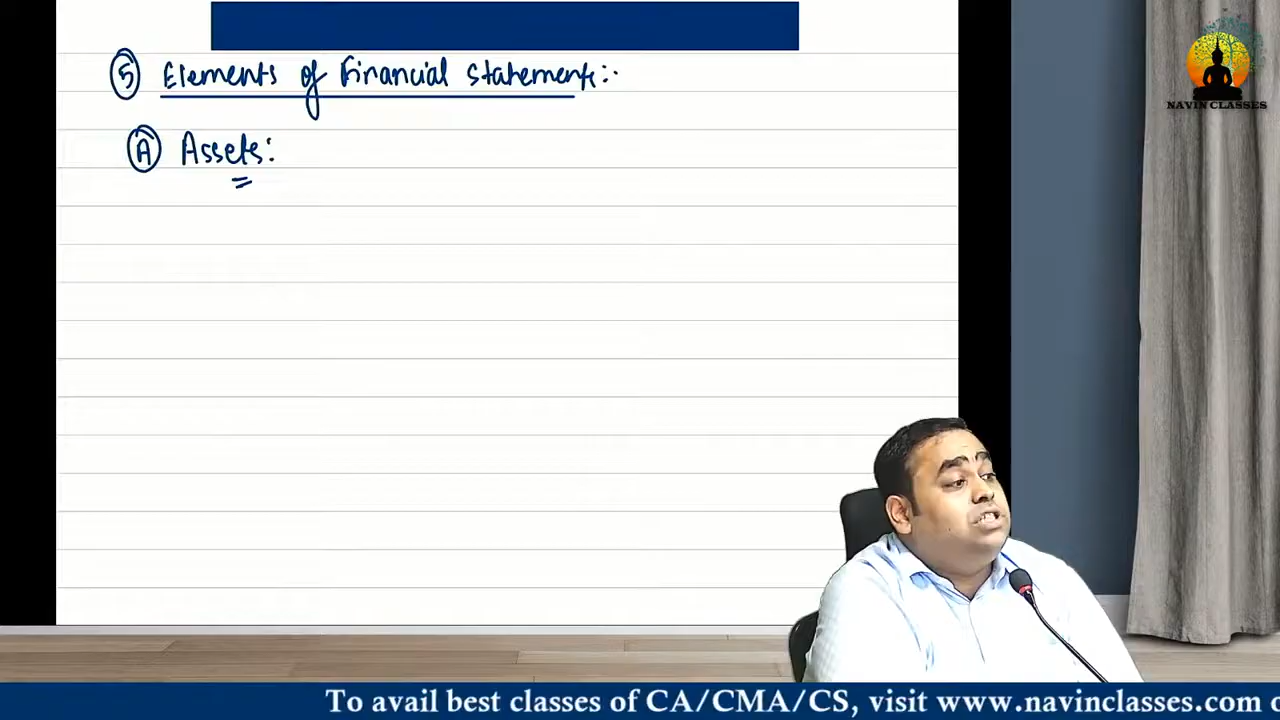 5 Elements of Financial Statements:-
A Assets:
NAVIN CLASSES
To avail best classes of CA/CMA/CS, visit www.navinclasses.com